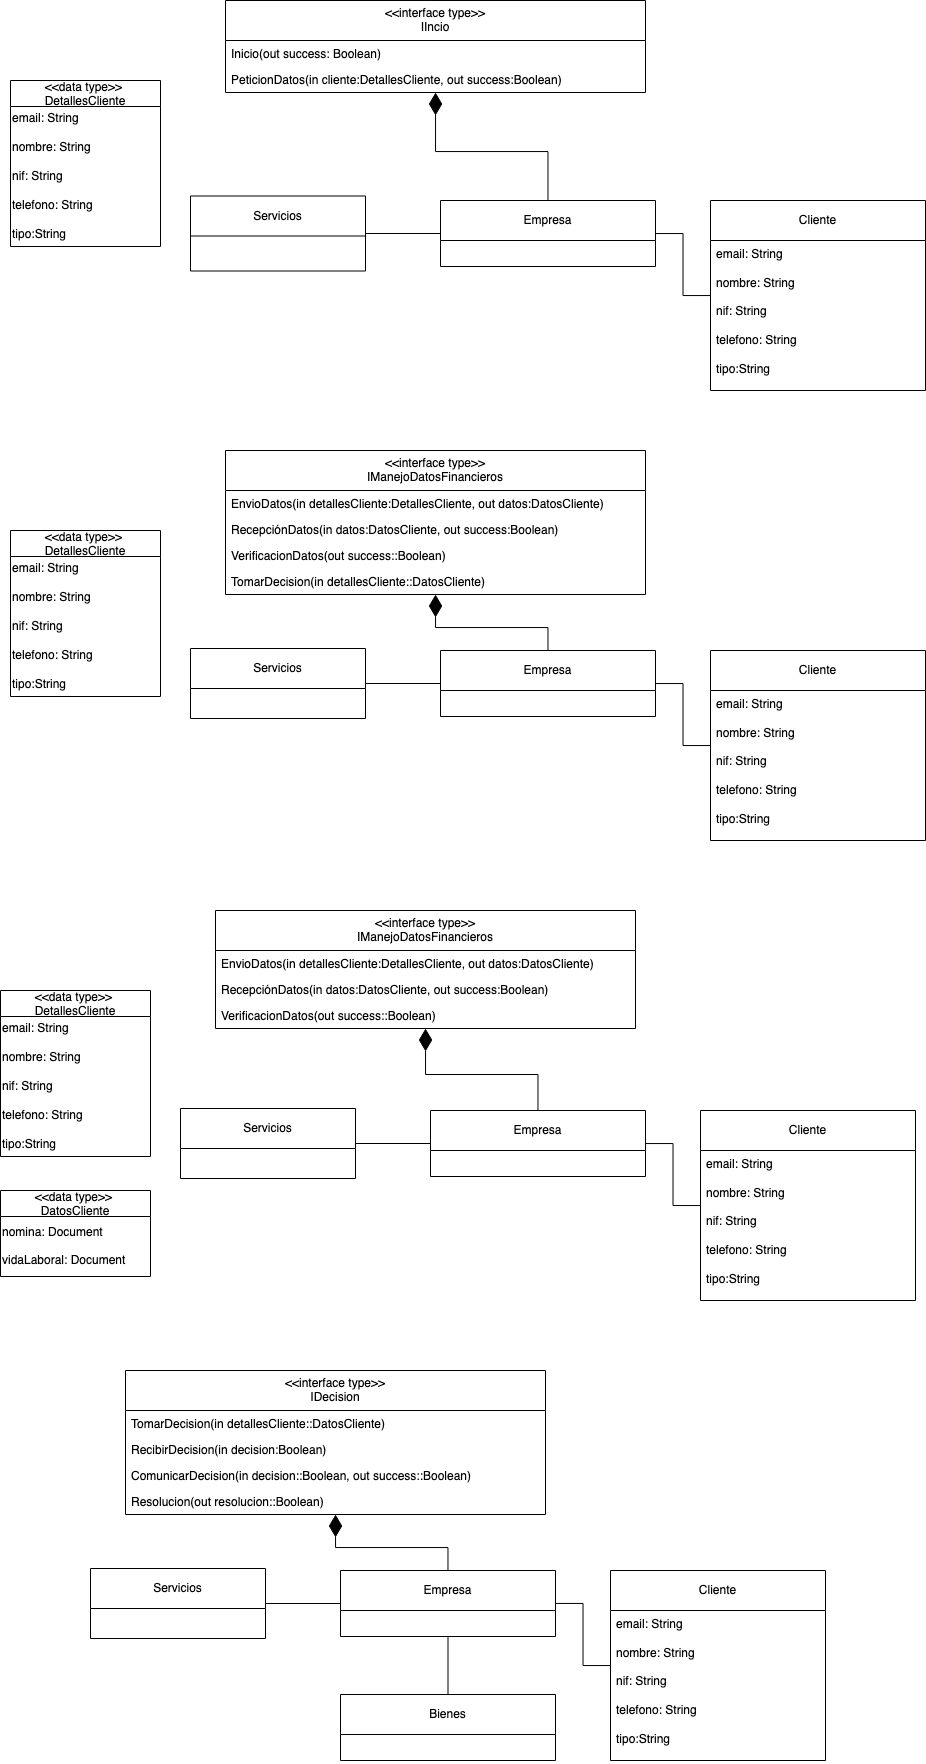 <<interface type>>
IIncio
Inicio(out success: Boolean)
PeticionDatos(in cliente:DetallesCliente, out success:Boolean)
<<data type>>
DetallesCliente
email: String
nombre: String
nif: String
telefono: String
tipo:String
Servicios
Empresa
Cliente
email: String
nombre: String
nif: String
telefono: String
tipo:String
<<interface type>>
IManejoDatosFinancieros
EnvioDatos(in detallesCliente:DetallesCliente, out datos:DatosCliente)
RecepciónDatos(in datos:DatosCliente, out success:Boolean)
VerificacionDatos(out success::Boolean)
TomarDecision(in detallesCliente::DatosCliente)
<<data type>>
DetallesCliente
email: String
nombre: String
nif: String
telefono: String
tipo:String
Servicios
Empresa
Cliente
email: String
nombre: String
nif: String
telefono: String
tipo:String
<<interface type>>
IManejoDatosFinancieros
EnvioDatos(in detallesCliente:DetallesCliente, out datos:DatosCliente)
RecepciónDatos(in datos:DatosCliente, out success:Boolean)
VerificacionDatos(out success::Boolean)
<<data type>>
DetallesCliente
email: String
nombre: String
nif: String
telefono: String
tipo:String
<<data type>>
DatosCliente
nomina: Document
vidaLaboral: Document
Servicios
Empresa
Cliente
email: String
nombre: String
nif: String
telefono: String
tipo:String
<<interface type>>
IDecision
TomarDecision(in detallesCliente::DatosCliente)
RecibirDecision(in decision:Boolean)
ComunicarDecision(in decision::Boolean, out success::Boolean)
Resolucion(out resolucion::Boolean)
Servicios
Empresa
Cliente
email: String
nombre: String
nif: String
telefono: String
tipo:String
Bienes